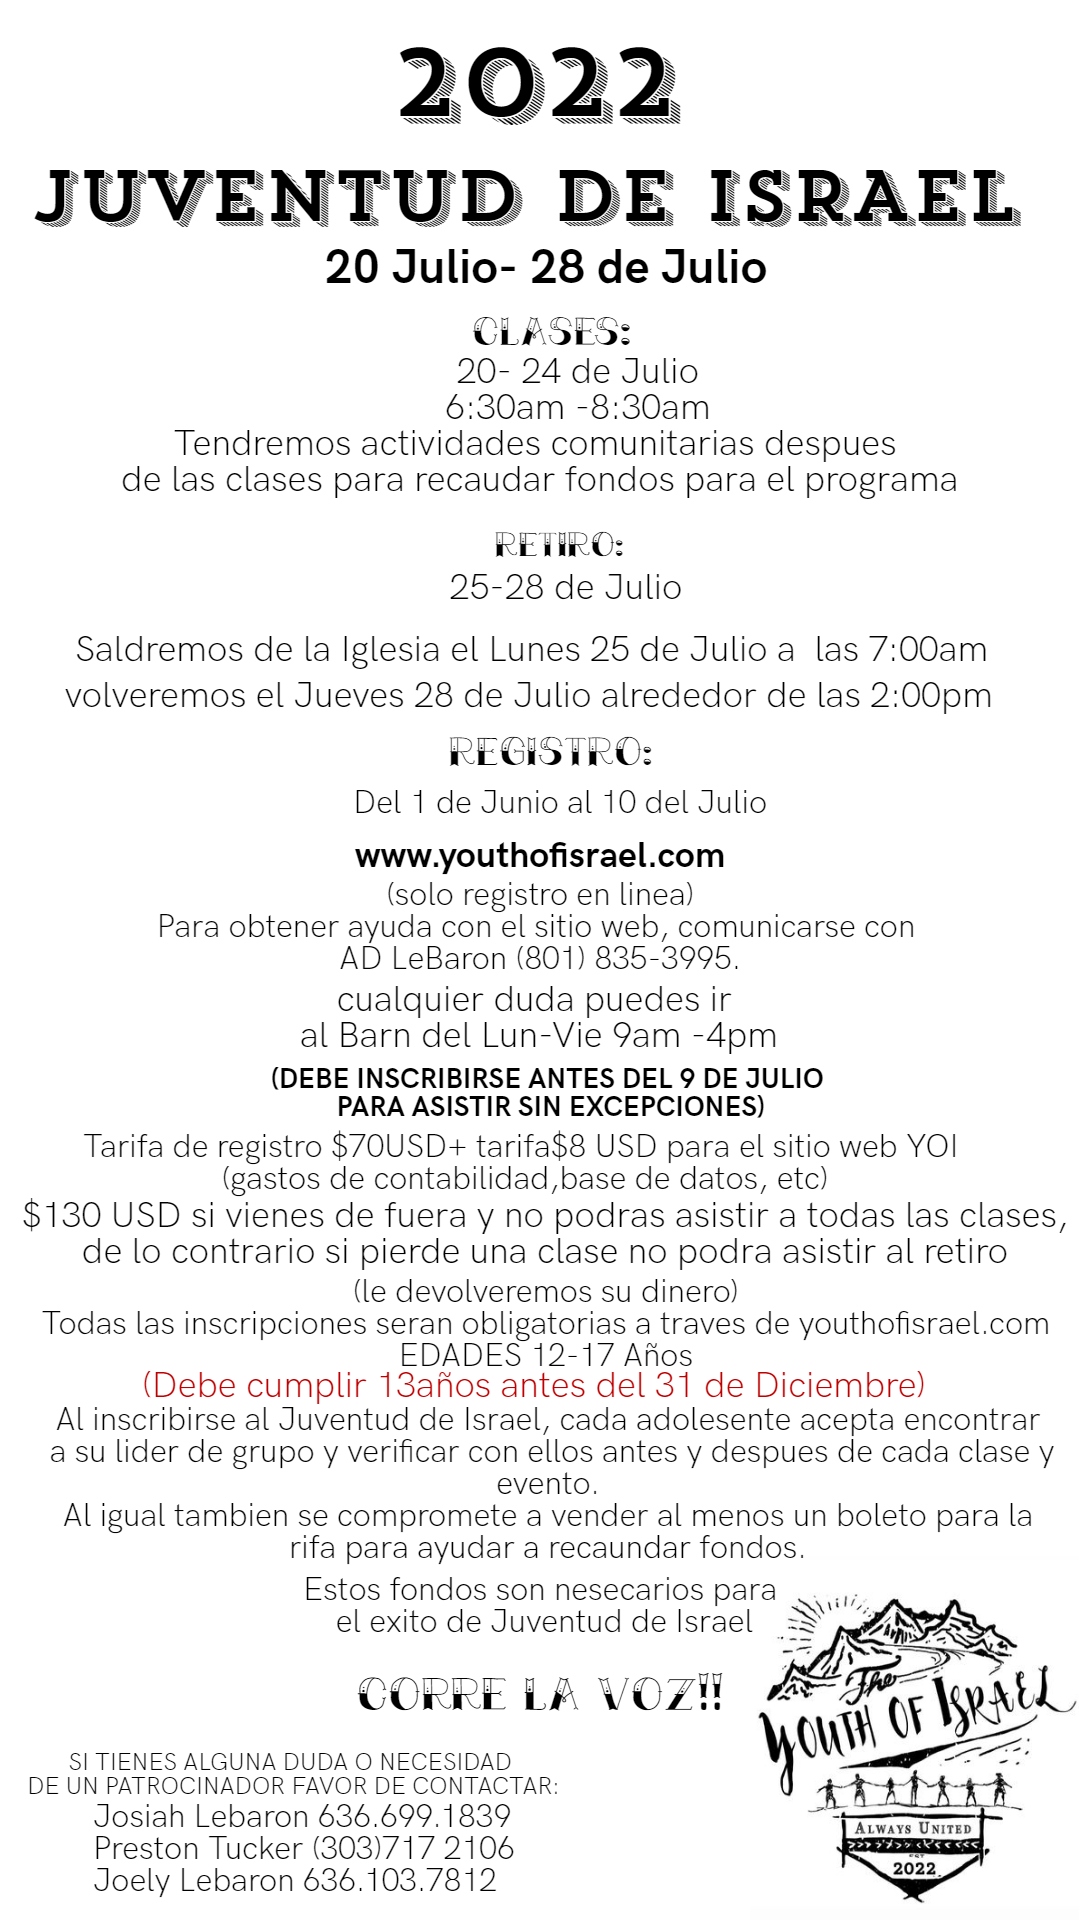 2022
JUVENTUD DE ISRAEL
20 Julio- 28 de Julio
CLASES:
20- 24 de Julio
6:30am -8:30am
Tendremos actividades comunitarias despues
de las clases para recaudar fondos para el programa
RETIRO:
25-28 de Julio
Saldremos de la Iglesia el Lunes 25 de Julio a las 7:00am
volveremos el Jueves 28 de Julio alrededor de las 2:00pm
REGISTRO:
Del 1 de Junio al 10 del Julio
www.youthofisrael.com
(solo registro en linea)
Para obtener ayuda con el sitio web, comunicarse con
AD LeBaron (801) 835-3995.
cualquier duda puedes ir
al Barn del Lun-Vie 9am -4pm
(DEBE INSCRIBIRSE ANTES DEL 9 DE JULIO
PARA ASISTIR SIN EXCEPCIONES)
Tarifa de registro $70USD+ tarifa$8 USD para el sitio web YOI
(gastos de contabilidad,base de datos, etc)
$130 USD si vienes de fuera y no podras asistir a todas las clases,
de lo contrario si pierde una clase no podra asistir al retiro
(le devolveremos su dinero)
Todas las inscripciones seran obligatorias a traves de youthofisrael.com
EDADES 12-17 Años
(Debe cumplir 13años antes del 31 de Diciembre)
Al inscribirse al Juventud de Israel, cada adolesente acepta encontrar
a su lider de grupo y verificar con ellos antes y despues de cada clase y
evento.
Al igual tambien se compromete a vender al menos un boleto para la
rifa para ayudar a recaundar fondos.
Estos fondos son nesecarios para
el exito de Juventud de Israel
CORRE LA VOZ!!
The
YOUTH OF ISRAEL
ALWAYS UNITED
EST
2022
SI TIENES ALGUNA DUDA O NECESIDAD
DE UN PATROCINADOR FAVOR DE CONTACTAR:
Josiah Lebaron 636.699.1839
Preston Tucker (303)717 2106
Joely Lebaron 636.103.7812